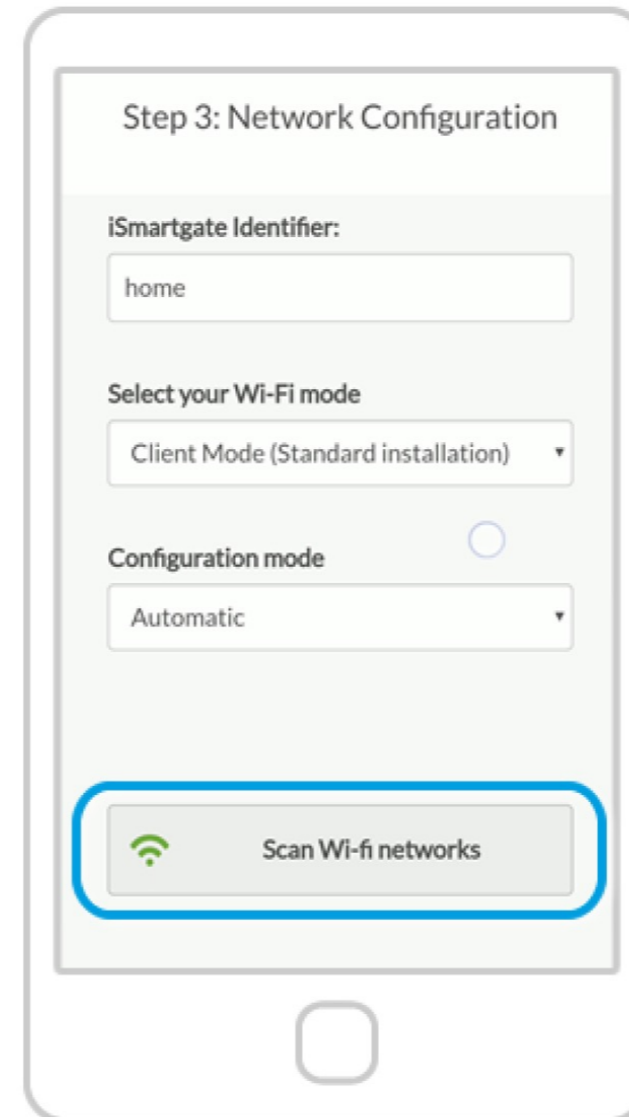 Step 3: Network Configuration
iSmartgate Identifier:
home
Select your Wi-Fi mode
Client Mode (Standard installation)
Configuration mode
Automatic
Scan Wi-fi networks